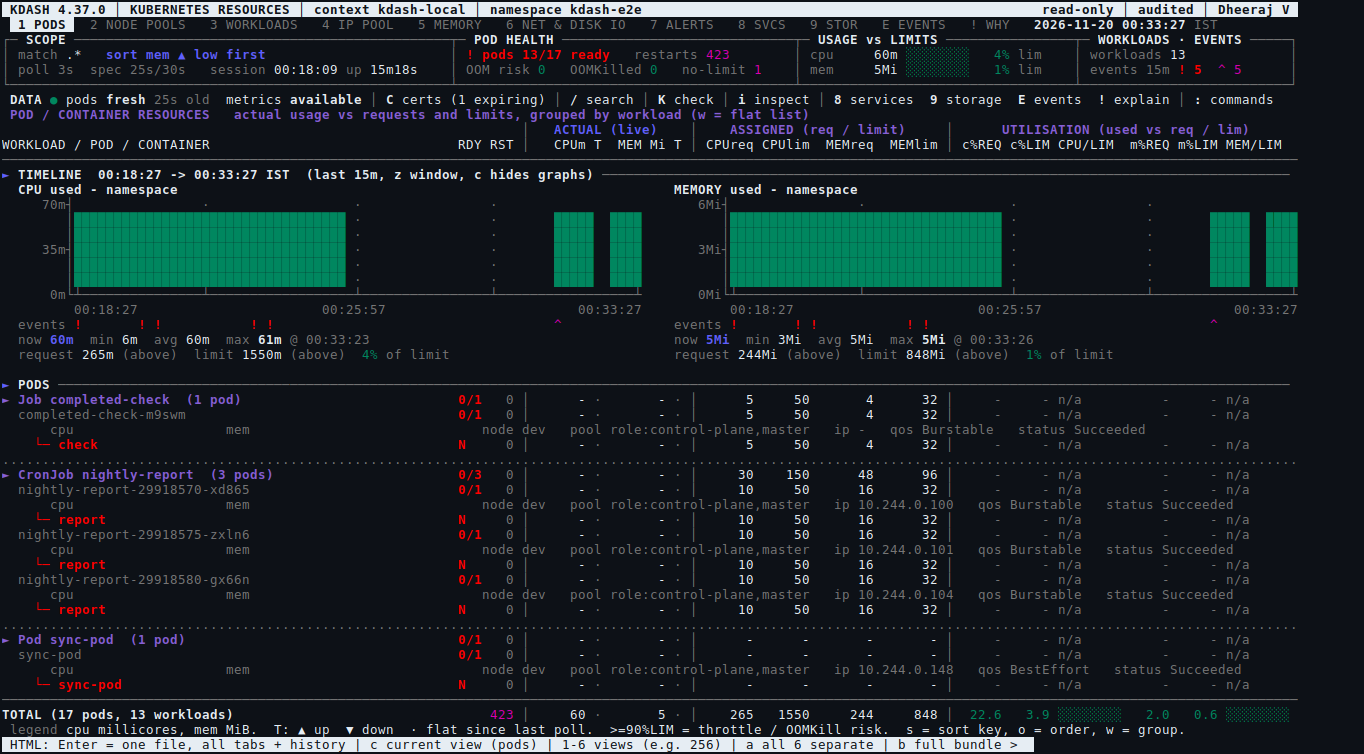 KDASH 4.37.0 │ KUBERNETES RESOURCES │ context kdash-local │ namespace kdash-e2e read-only │ audited │ Dheeraj V
1 PODS 2 NODE POOLS 3 WORKLOADS 4 IP POOL 5 MEMORY 6 NET & DISK IO 7 ALERTS 8 SVCS 9 STOR E EVENTS ! WHY 2026-11-20 00:33:27 IST
SCOPE POD HEALTH USAGE vs LIMITS WORKLOADS · EVENTS
match .* sort mem ▲ low first │ ! PODS 13/17 ready restarts 423 │ cpu 60m 4% lim │ workloads 13
poll 3s spec 25s/30s session 00:18:09 up 15m18s │ OOM risk 0 OOMKilled 0 no-limit 1 │ mem 5Mi 1% lim │ events 15m ! 5 ^ 5
DATA ● pods fresh 25s old metrics available │ C certs (1 expiring) │ / search │ K check │ i inspect │ 8 services 9 storage E events ! explain │ : commands
POD / CONTAINER RESOURCES actual usage vs requests and limits, grouped by workload (w = flat list)
│ ACTUAL (live) │ ASSIGNED (req / limit) │ UTILISATION (used vs req / lim)
WORKLOAD / POD / CONTAINER RDY RST │ CPUm T MEM Mi T │ CPUreq CPUlim MEMreq MEMlim │ c%REQ c%LIM CPU/LIM m%REQ m%LIM MEM/LIM
► TIMELINE 00:18:27 -> 00:33:27 IST (last 15m, z window, c hides graphs)
CPU used - namespace MEMORY used - namespace
70m 6Mi
35m 3Mi
0m 0Mi
00:18:27 00:25:57 00:33:27 00:18:27 00:25:57 00:33:27
events ! ! ! ! ! ^ events ! ! ! ! ! ^
now 60m min 6m avg 60m max 61m @ 00:33:23 now 5Mi min 3Mi avg 5Mi max 5Mi @ 00:33:26
request 265m (above) limit 1550m (above) 4% of limit request 244Mi (above) limit 848Mi (above) 1% of limit
► PODS
► Job completed-check (1 pod) 0/1 0 │ - · - · │ 5 50 4 32 │ - - n/a - - n/a
completed-check-m9swm 0/1 0 │ - · - · │ 5 50 4 32 │ - - n/a - - n/a
cpu mem node dev pool role:control-plane,master ip - qos Burstable status Succeeded
└─ check N 0 │ - · - · │ 5 50 4 32 │ - - n/a - - n/a
► CronJob nightly-report (3 pods) 0/3 0 │ - · - · │ 30 150 48 96 │ - - n/a - - n/a
nightly-report-29918570-xd865 0/1 0 │ - · - · │ 10 50 16 32 │ - - n/a - - n/a
cpu mem node dev pool role:control-plane,master ip 10.244.0.100 qos Burstable status Succeeded
└─ report N 0 │ - · - · │ 10 50 16 32 │ - - n/a - - n/a
nightly-report-29918575-zxln6 0/1 0 │ - · - · │ 10 50 16 32 │ - - n/a - - n/a
cpu mem node dev pool role:control-plane,master ip 10.244.0.101 qos Burstable status Succeeded
└─ report N 0 │ - · - · │ 10 50 16 32 │ - - n/a - - n/a
nightly-report-29918580-gx66n 0/1 0 │ - · - · │ 10 50 16 32 │ - - n/a - - n/a
cpu mem node dev pool role:control-plane,master ip 10.244.0.104 qos Burstable status Succeeded
└─ report N 0 │ - · - · │ 10 50 16 32 │ - - n/a - - n/a
► Pod sync-pod (1 pod) 0/1 0 │ - · - · │ - - - - │ - - n/a - - n/a
sync-pod 0/1 0 │ - · - · │ - - - - │ - - n/a - - n/a
cpu mem node dev pool role:control-plane,master ip 10.244.0.148 qos BestEffort status Succeeded
└─ sync-pod N 0 │ - · - · │ - - - - │ - - n/a - - n/a
TOTAL (17 pods, 13 workloads) 423 │ 60 · 5 · │ 265 1550 244 848 │ 22.6 3.9 2.0 0.6
legend cpu millicores, mem MiB. T: ▲ up ▼ down · flat since last poll. >=90%LIM = throttle / OOMKill risk. s = sort key, o = order, w = group.
HTML: Enter = one file, all tabs + history │ c current view (pods) │ 1-6 views (e.g. 256) │ a all 6 separate │ b full bundle >